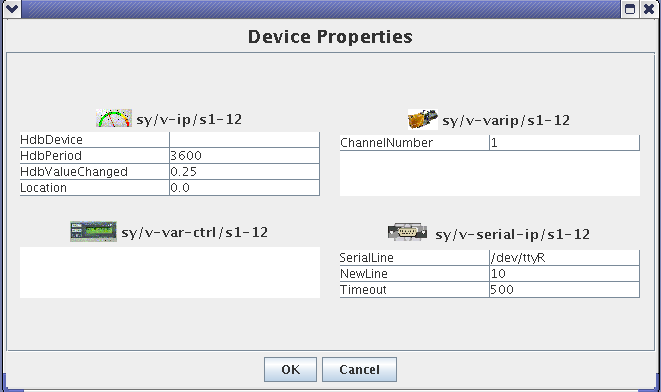 Device Properties
sy/v-ip/s1-12
HdbDevice
HdbPeriod 3600
HdbValueChanged 0.25
Location 0.0
sy/v-varip/s1-12
ChannelNumber 1
sy/v-var-ctrl/s1-12
sy/v-serial-ip/s1-12
SerialLine /dev/ttyR
NewLine 10
Timeout 500
OK Cancel